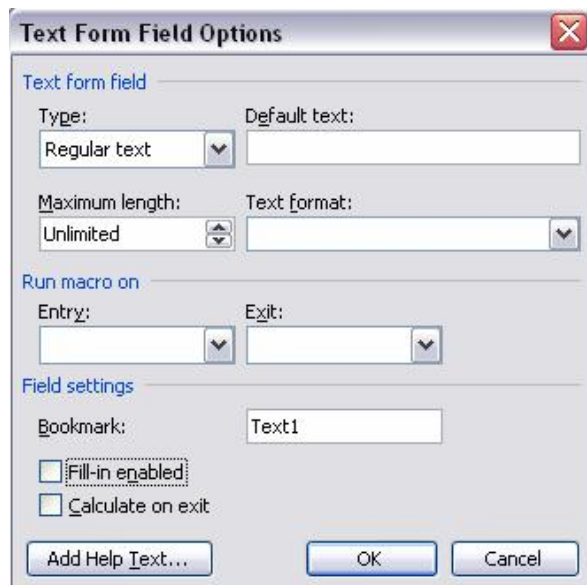 Text Form Field Options
Text form field
Type: Default text:
Regular text
Maximum length: Text format:
Unlimited
Run macro on
Entry: Exit:
Field settings
Bookmark: Text1
Fill-in enabled
Calculate on exit
Add Help Text... OK Cancel